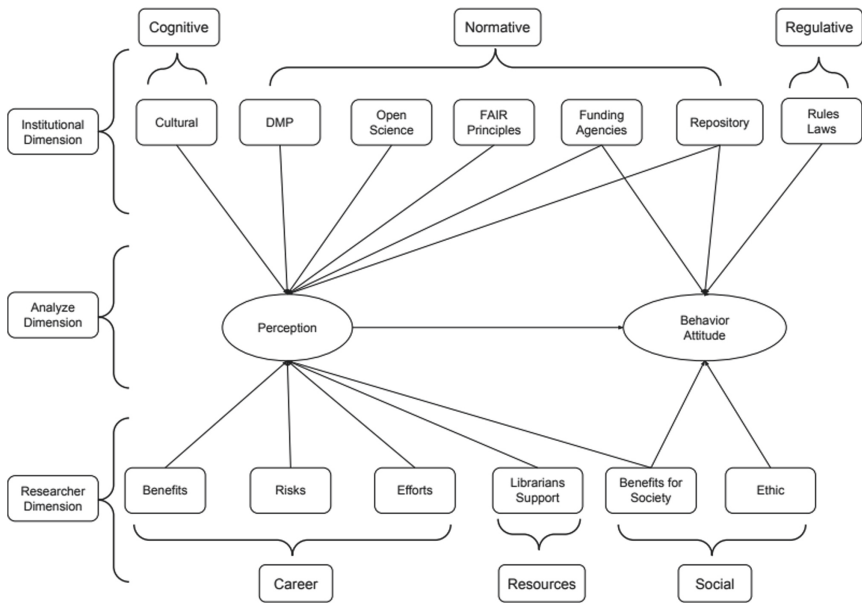 Cognitive
Normative
Regulative
Institutional
Dimension
Cultural
DMP
Open
Science
FAIR
Principles
Funding
Agencies
Repository
Rules
Laws
Analyze
Dimension
Perception
Behavior
Attitude
Researcher
Dimension
Benefits
Risks
Efforts
Librarians
Support
Benefits for
Society
Ethic
Career
Resources
Social